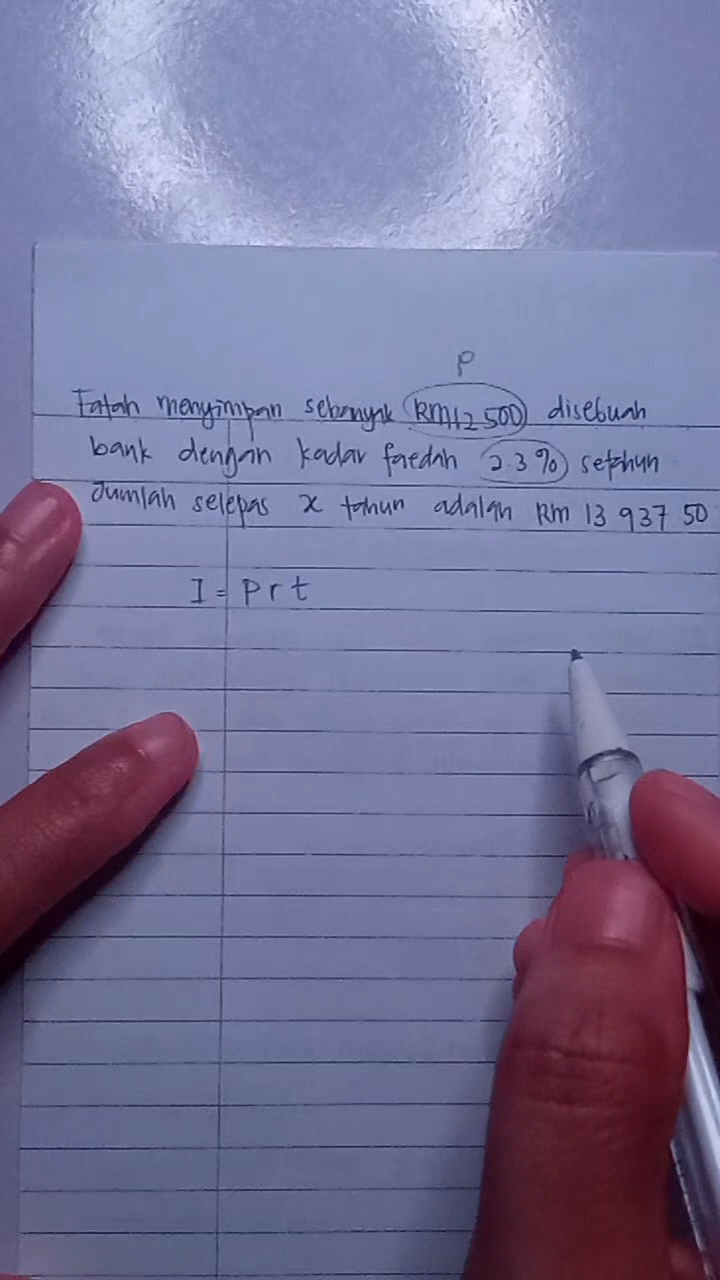 P
Fatah menyimpan sebanyak RM12 500 disebuah
bank dengan kadar faedah 2.3% setahun
Jumlah selepas x tahun adalah RM 13 937 50
I = P r t